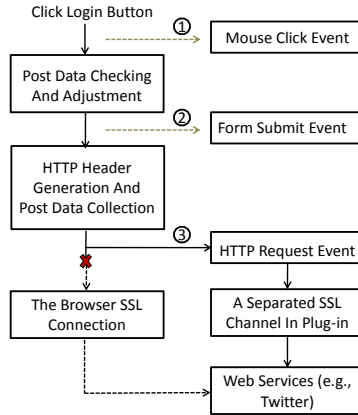 Click Login Button
①
Mouse Click Event
Post Data Checking
And Adjustment
②
Form Submit Event
HTTP Header
Generation And
Post Data Collection
③
HTTP Request Event
The Browser SSL
Connection
A Separated SSL
Channel In Plug-in
Web Services (e.g.,
Twitter)